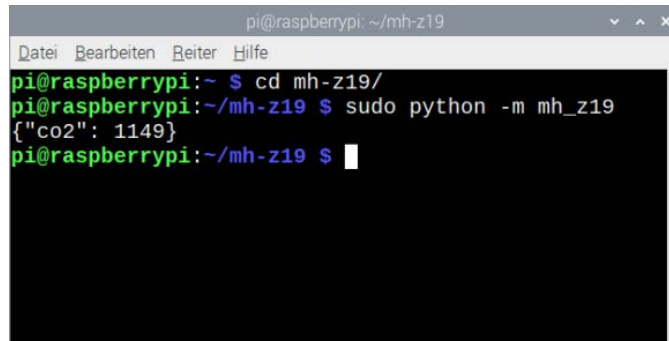 pi@raspberrypi: ~/mh-z19
Datei Bearbeiten Reiter Hilfe
pi@raspberrypi:~ $ cd mh-z19/
pi@raspberrypi:~/mh-z19 $ sudo python -m mh_z19
{"co2": 1149}
pi@raspberrypi:~/mh-z19 $